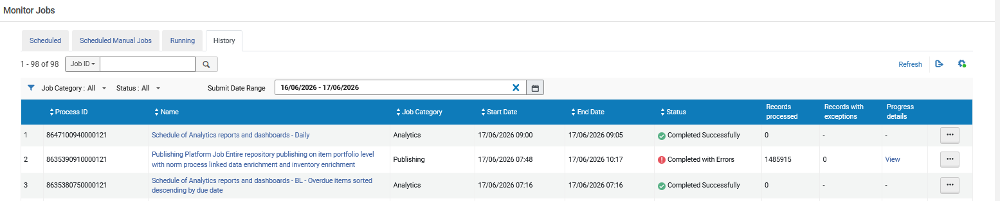 Monitor Jobs
Scheduled Scheduled Manual Jobs Running History
1 - 98 of 98 Job ID Refresh
Job Category : All Status : All Submit Date Range 16/06/2026 - 17/06/2026
Process ID Name Job Category Start Date End Date Status Records processed Records with exceptions Progress details
1 8647100940000121 Schedule of Analytics reports and dashboards - Daily Analytics 17/06/2026 09:00 17/06/2026 09:05 Completed Successfully 0 - -
2 8635390910000121 Publishing Platform Job Entire repository publishing on item portfolio level
with norm process linked data enrichment and inventory enrichment Publishing 17/06/2026 07:48 17/06/2026 10:17 Completed with Errors 1485915 0 View
3 8635380750000121 Schedule of Analytics reports and dashboards - BL - Overdue items sorted
descending by due date Analytics 17/06/2026 07:16 17/06/2026 07:16 Completed Successfully 0 - -